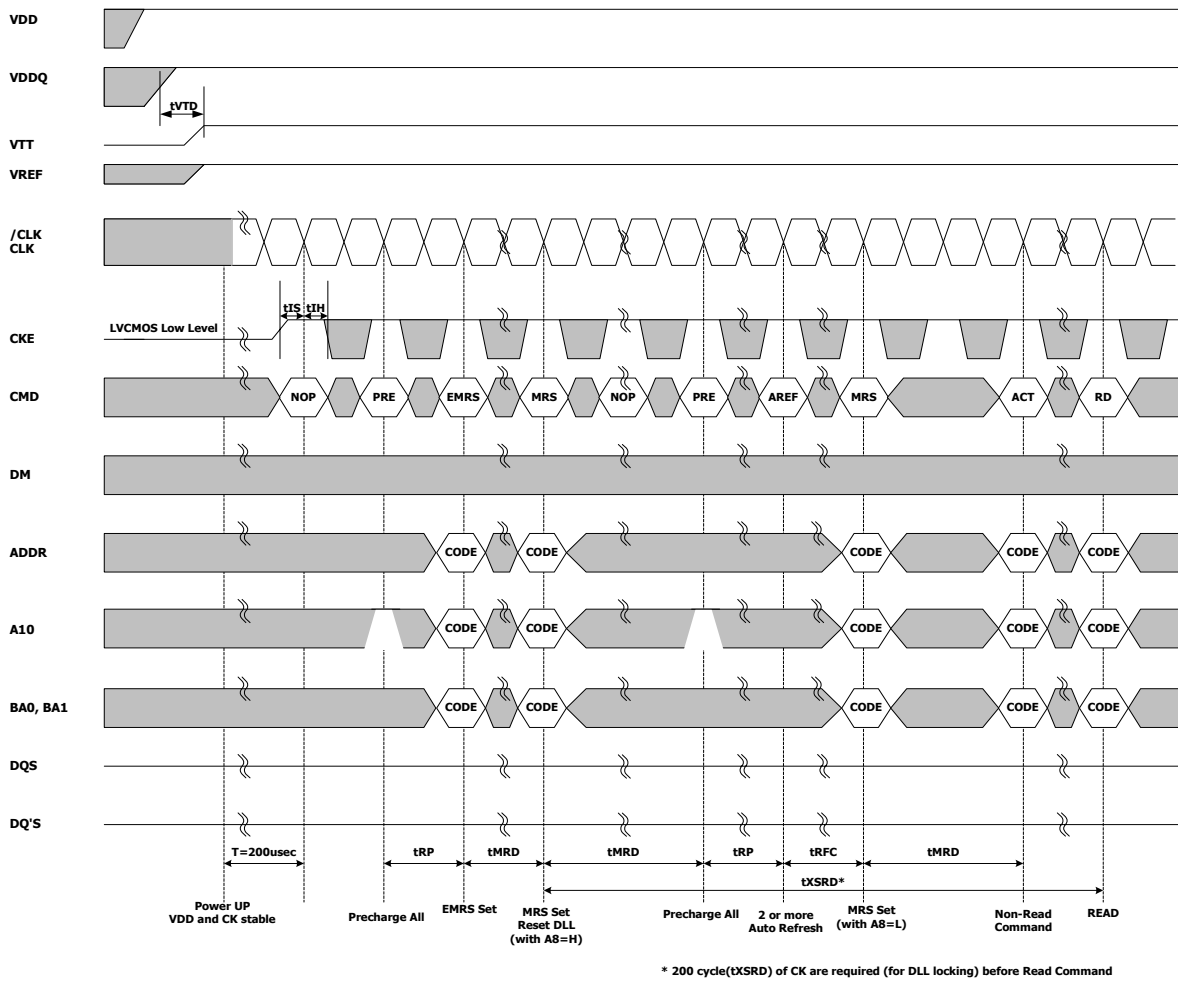 VDD
VDDQ
tVTD
VTT
VREF
/CLK
CLK
tIS tIH
LVCMOS Low Level
CKE
CMD NOP PRE EMRS MRS NOP PRE AREF MRS ACT RD
DM
ADDR CODE CODE CODE CODE CODE
A10 CODE CODE CODE CODE CODE
BA0, BA1 CODE CODE CODE CODE CODE
DQS
DQ'S
T=200usec tRP tMRD tMRD tRP tRFC tMRD
tXSRD*
Power UP
VDD and CK stable
Precharge All
EMRS Set
MRS Set
Reset DLL
(with A8=H)
Precharge All
2 or more
Auto Refresh
MRS Set
(with A8=L)
Non-Read
Command
READ
* 200 cycle(tXSRD) of CK are required (for DLL locking) before Read Command